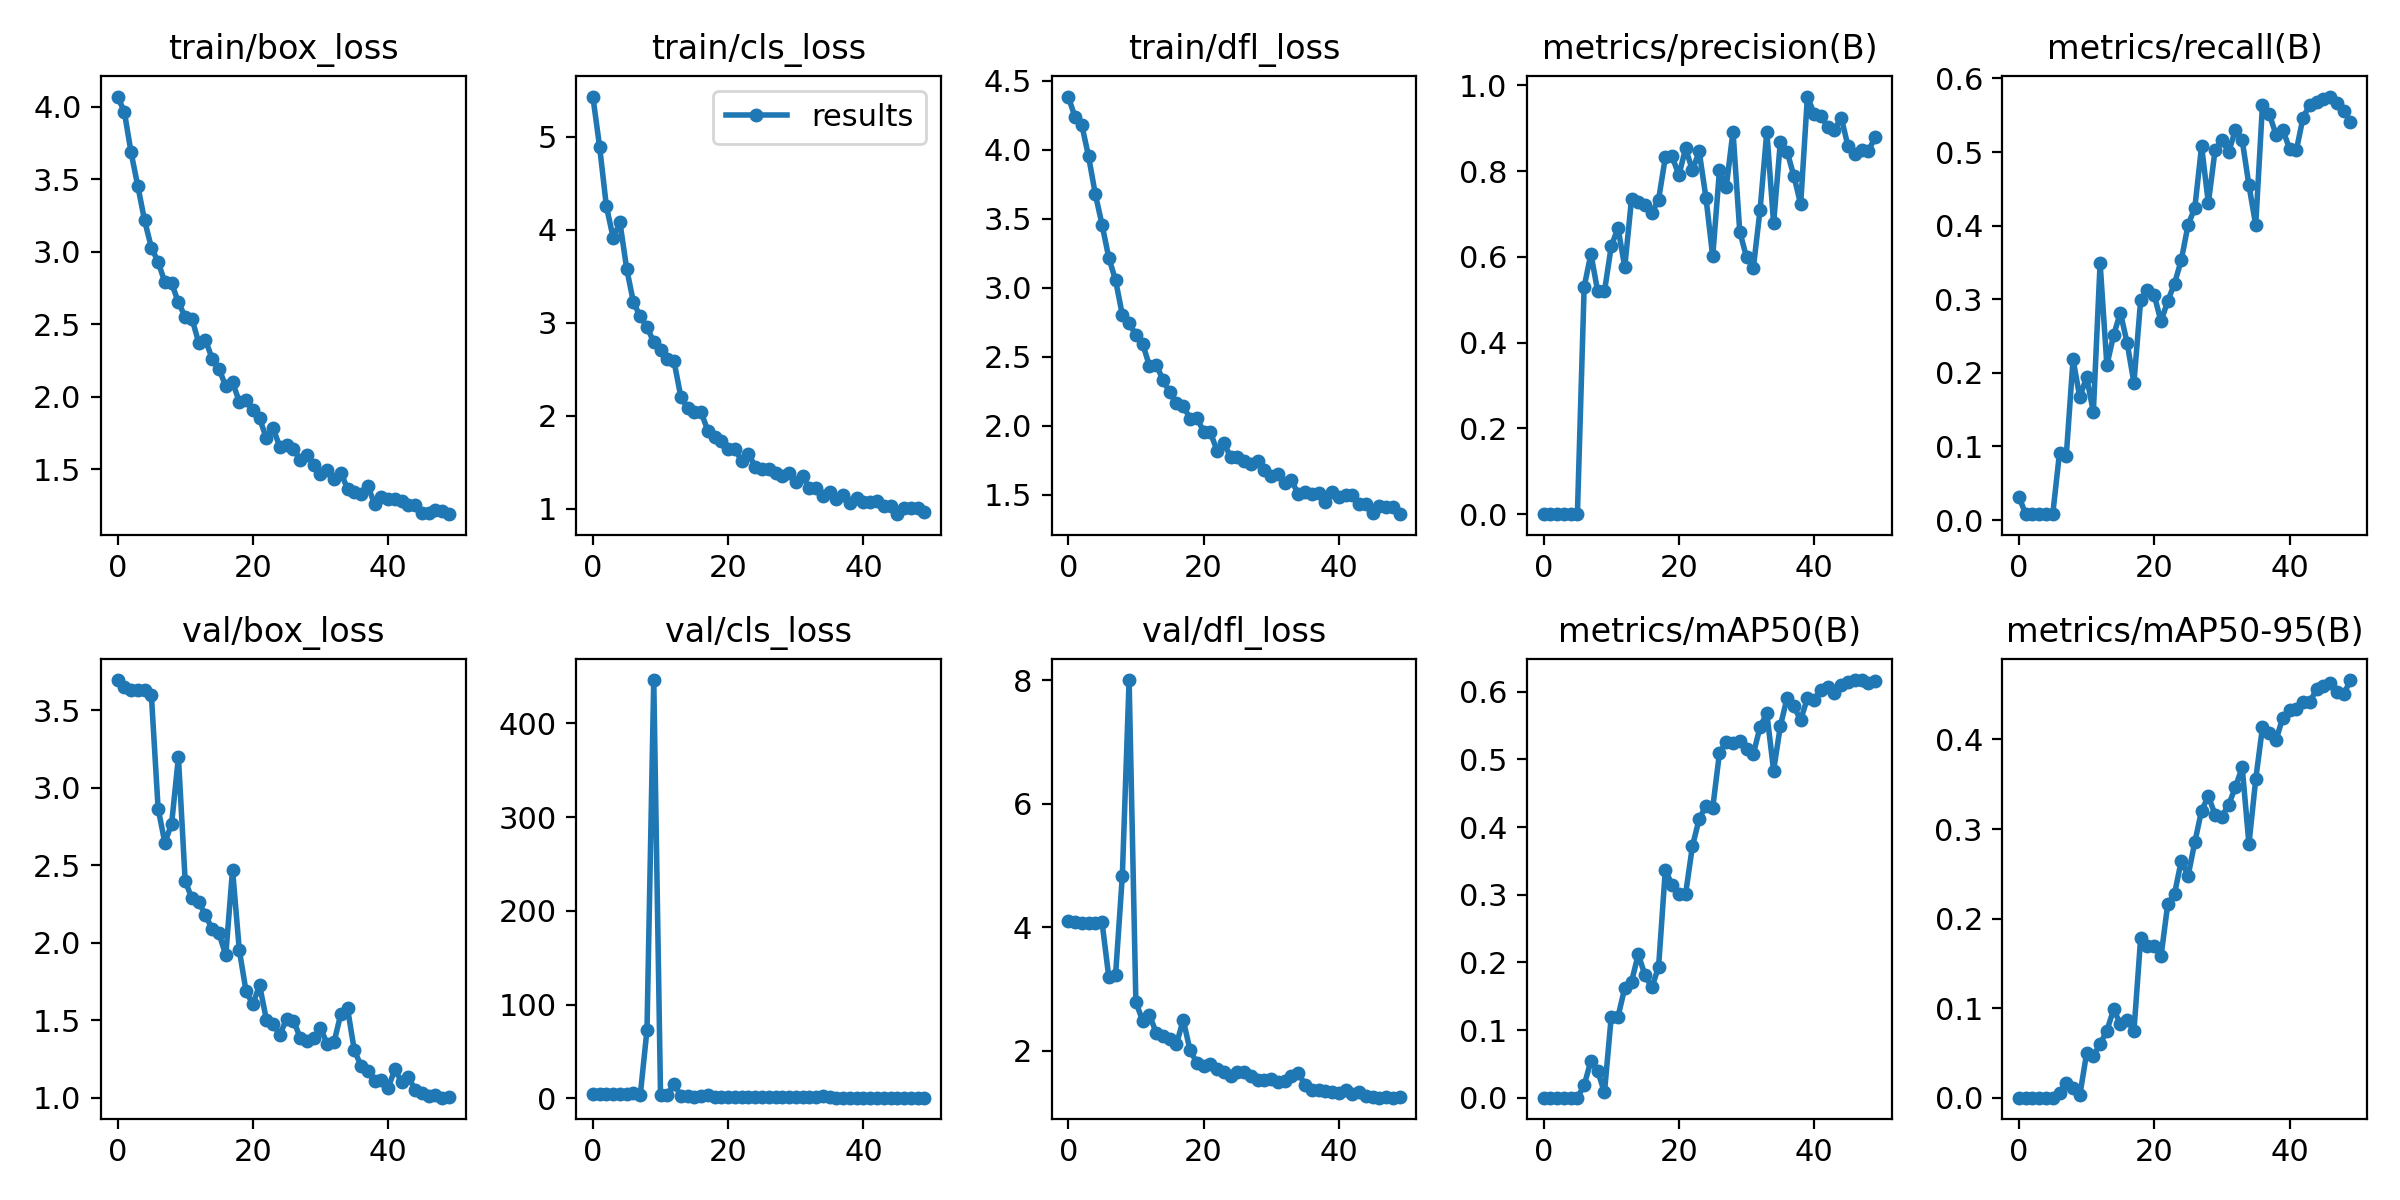 train/box_loss
4.0
3.5
3.0
2.5
2.0
1.5
0 20 40
train/cls_loss
results
5
4
3
2
1
0 20 40
train/dfl_loss
4.5
4.0
3.5
3.0
2.5
2.0
1.5
0 20 40
metrics/precision(B)
1.0
0.8
0.6
0.4
0.2
0.0
0 20 40
metrics/recall(B)
0.6
0.5
0.4
0.3
0.2
0.1
0.0
0 20 40
val/box_loss
3.5
3.0
2.5
2.0
1.5
1.0
0 20 40
val/cls_loss
400
300
200
100
0
0 20 40
val/dfl_loss
8
6
4
2
0 20 40
metrics/mAP50(B)
0.6
0.5
0.4
0.3
0.2
0.1
0.0
0 20 40
metrics/mAP50-95(B)
0.4
0.3
0.2
0.1
0.0
0 20 40